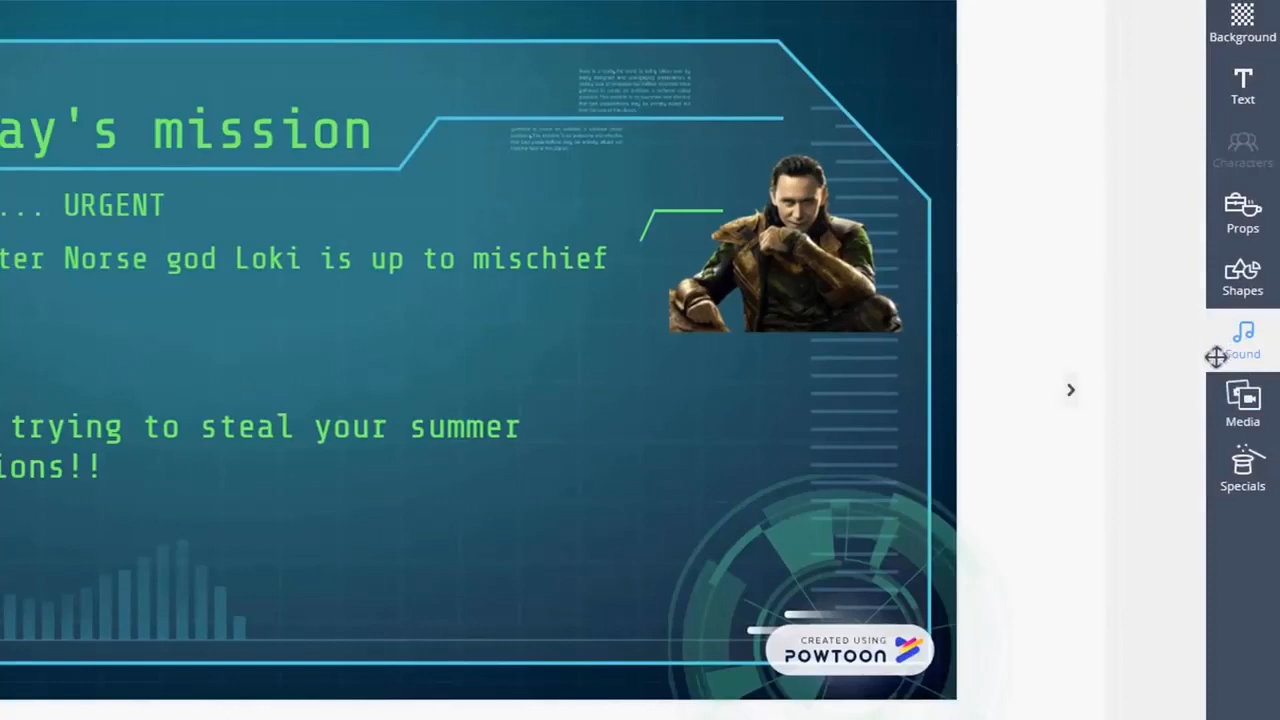 ay's mission
... URGENT
ter Norse god Loki is up to mischief
trying to steal your summer
ions!!
CREATED USING
POWTOON
Background
Text
Characters
Props
Shapes
Sound
Media
Specials